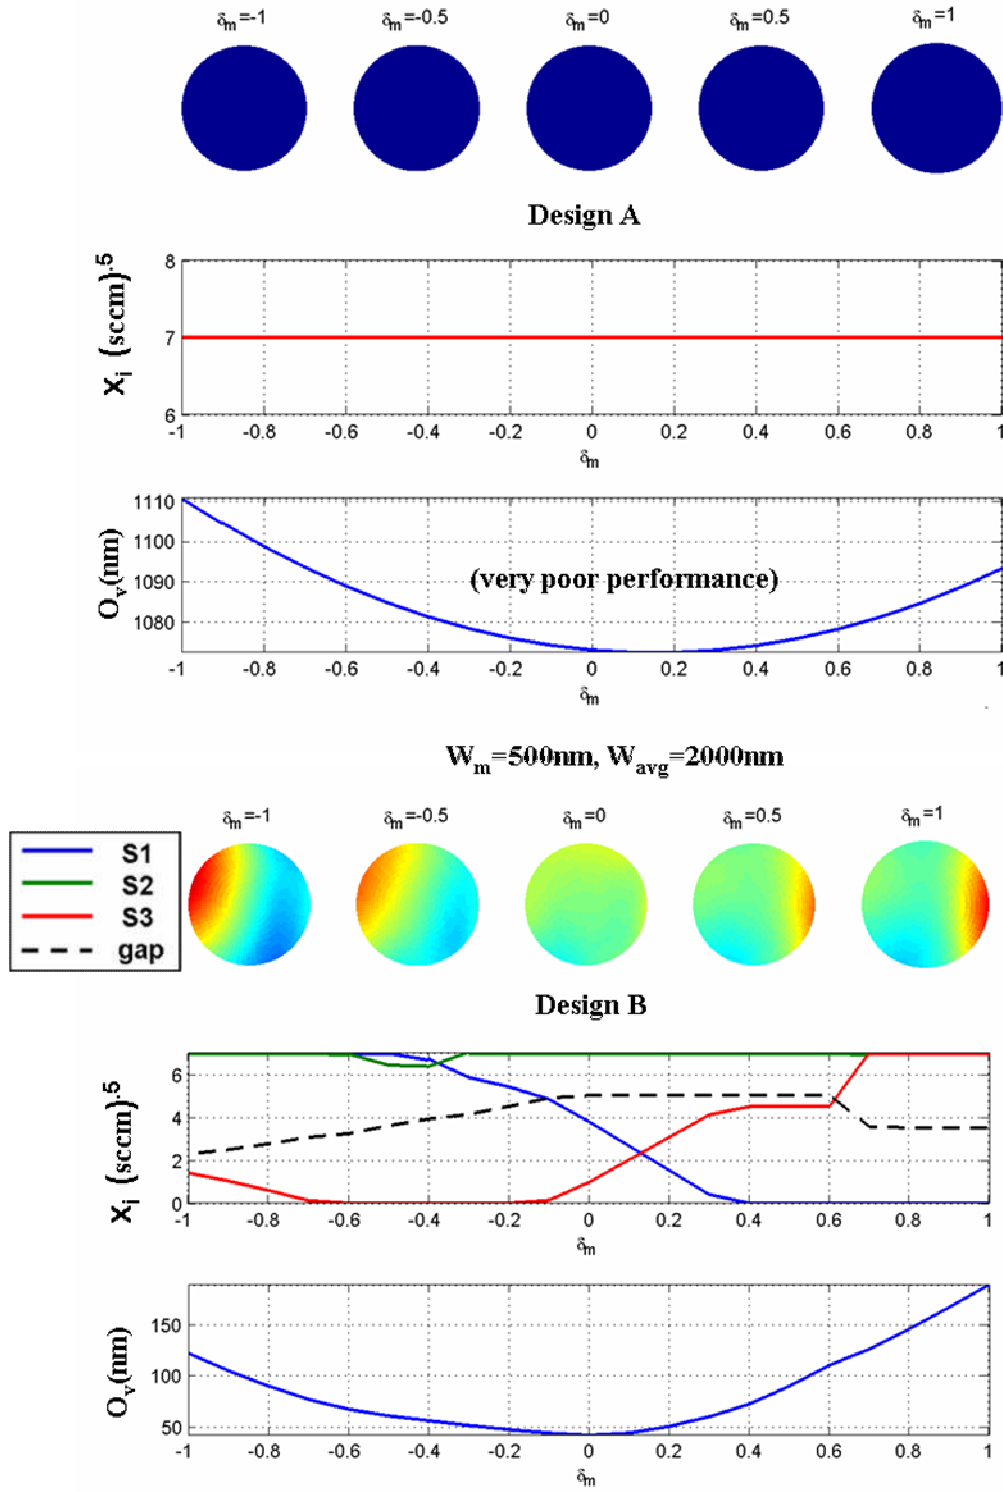 δm=-1 δm=-0.5 δm=0 δm=0.5 δm=1
Design A
8
7
6
Xi (sccm).5
-1 -0.8 -0.6 -0.4 -0.2 0 0.2 0.4 0.6 0.8 1
δm
1110
1100
1090
1080
Ov(nm)
(very poor performance)
-1 -0.8 -0.6 -0.4 -0.2 0 0.2 0.4 0.6 0.8 1
δm
Wm=500nm, Wavg=2000nm
δm=-1 δm=-0.5 δm=0 δm=0.5 δm=1
S1
S2
S3
gap
Design B
6
4
2
0
Xi (sccm).5
-1 -0.8 -0.6 -0.4 -0.2 0 0.2 0.4 0.6 0.8 1
δm
150
100
50
Ov(nm)
-1 -0.8 -0.6 -0.4 -0.2 0 0.2 0.4 0.6 0.8 1
δm